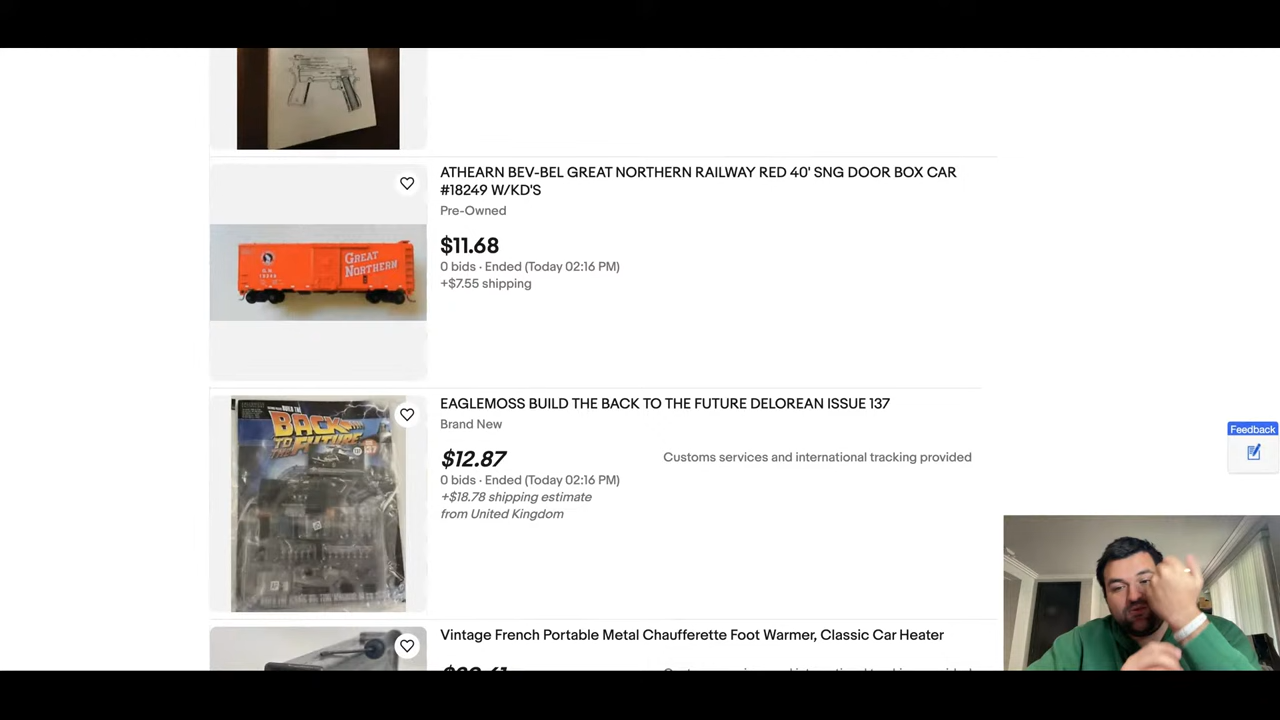 ATHEARN BEV-BEL GREAT NORTHERN RAILWAY RED 40' SNG DOOR BOX CAR
#18249 W/KD'S
Pre-Owned
$11.68
0 bids · Ended (Today 02:16 PM)
+$7.55 shipping
GREAT
NORTHERN
EAGLEMOSS BUILD THE BACK TO THE FUTURE DELOREAN ISSUE 137
Brand New
$12.87
0 bids · Ended (Today 02:16 PM)
+$18.78 shipping estimate
from United Kingdom
Customs services and international tracking provided
BUILD THE
BACK
TO THE
FUTURE
137
Feedback
Vintage French Portable Metal Chaufferette Foot Warmer, Classic Car Heater